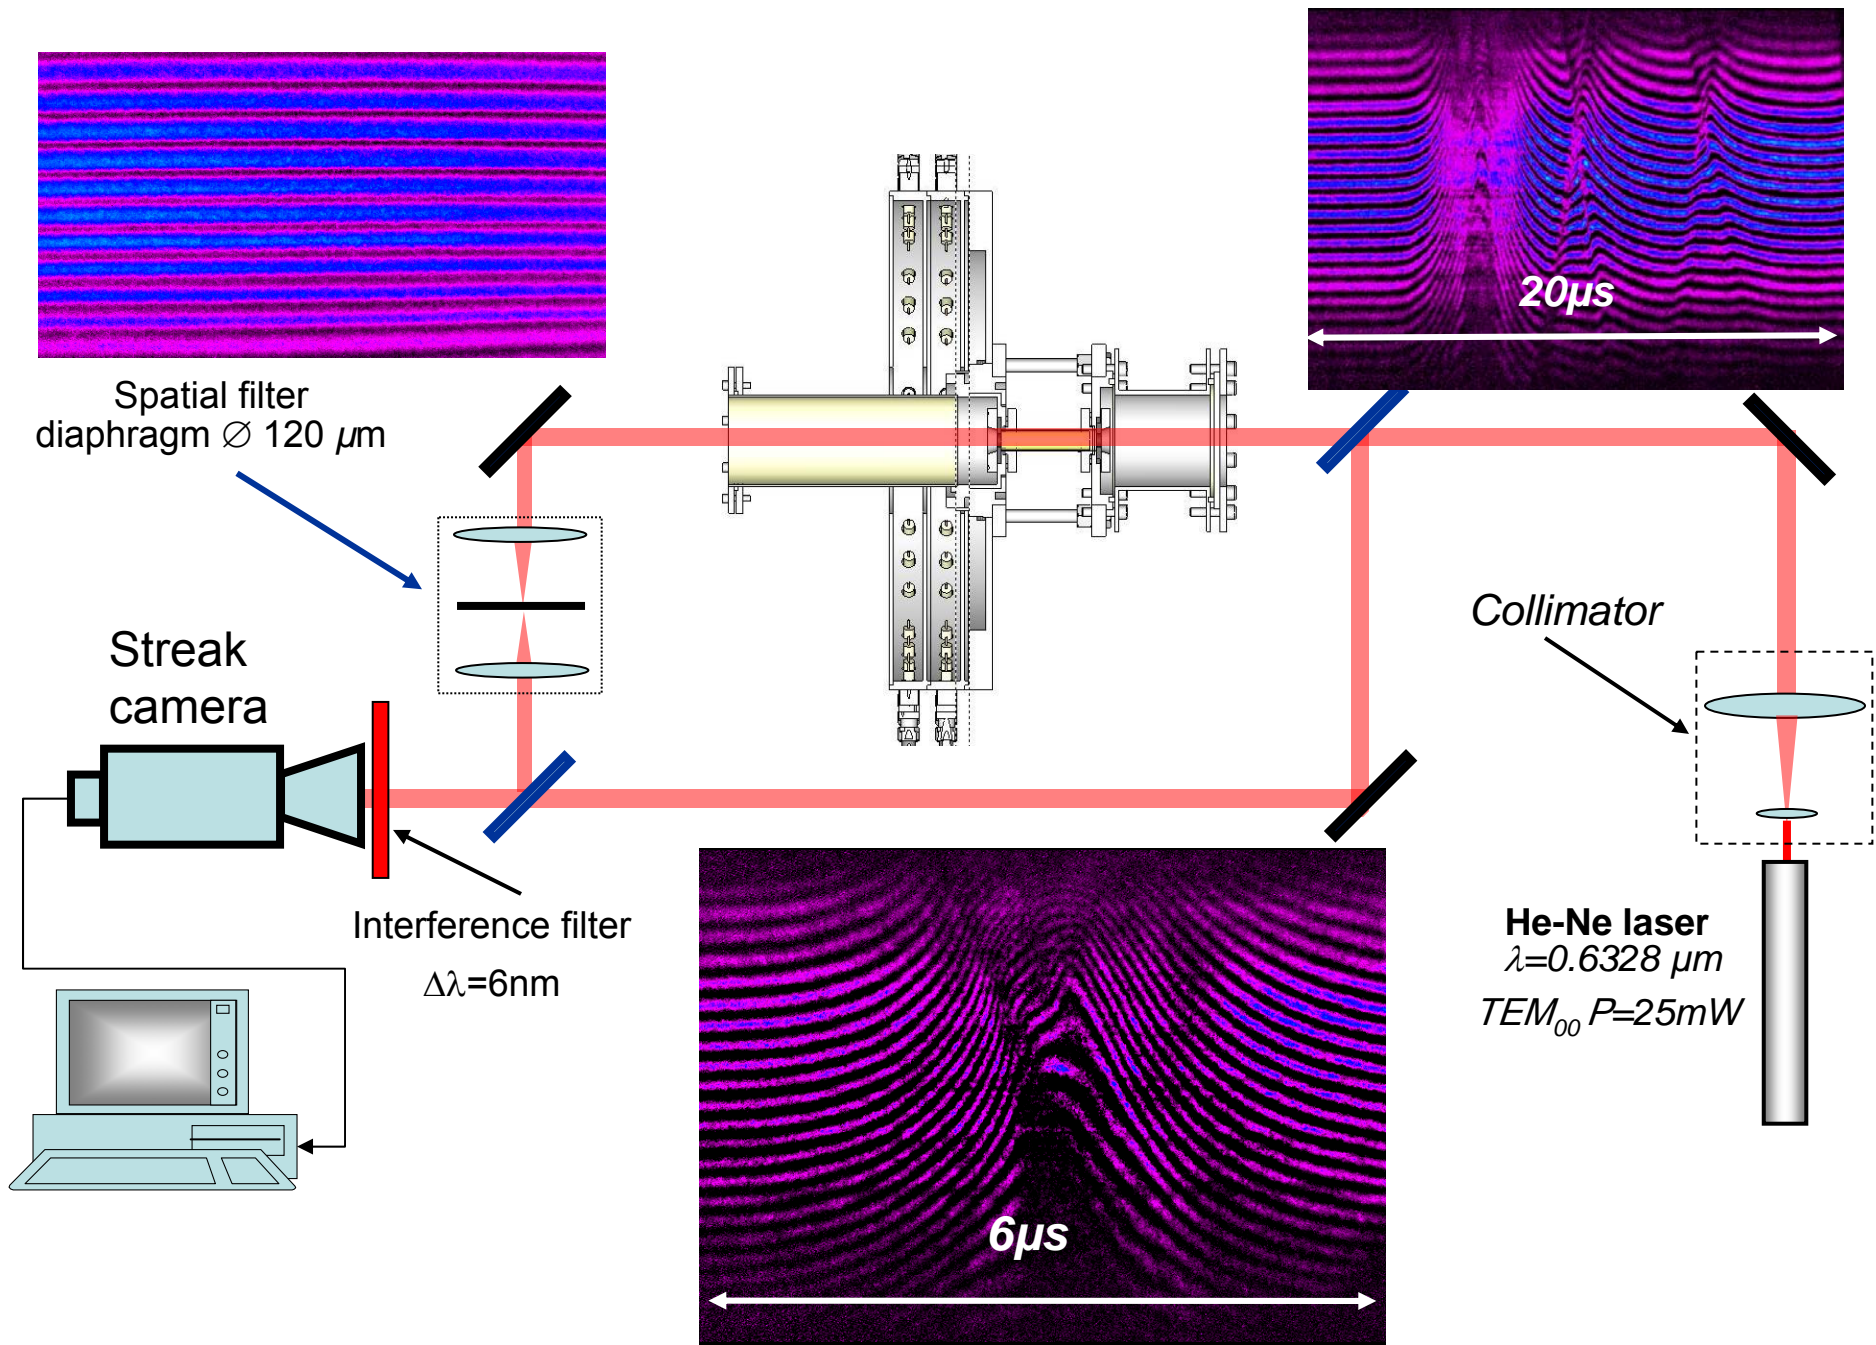 20µs
Spatial filter
diaphragm ∅ 120 µm
Collimator
Streak
camera
Interference filter
Δλ=6nm
He-Ne laser
λ=0.6328 µm
TEM₀₀ P=25mW
6µs